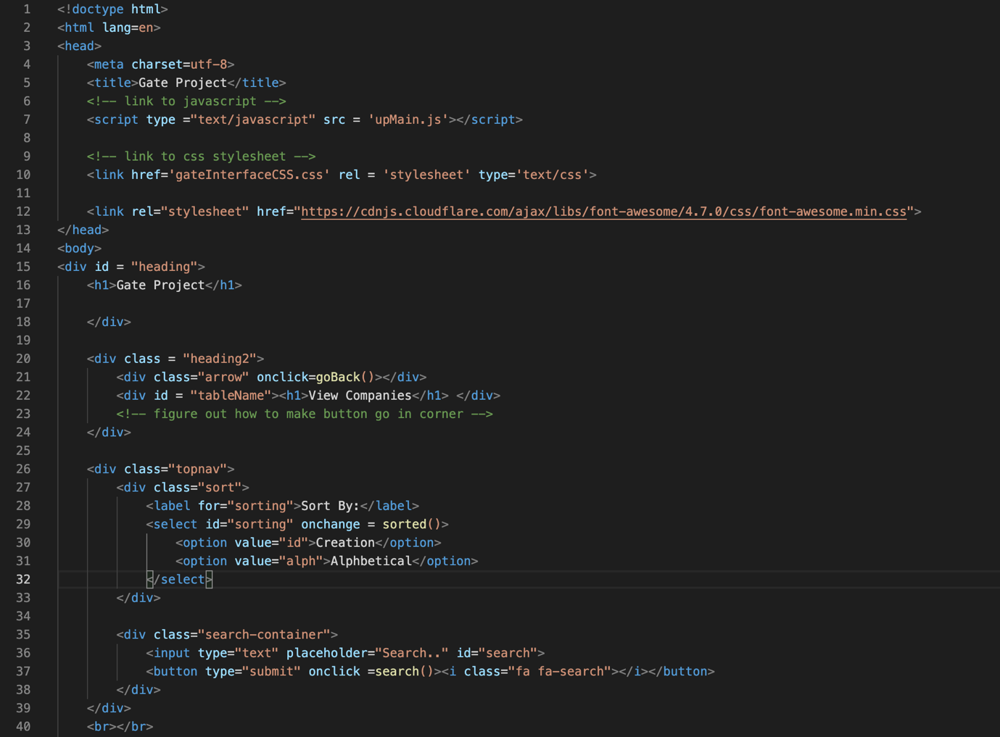 1 <!doctype html>
2 <html lang=en>
3 <head>
4 <meta charset=utf-8>
5 <title>Gate Project</title>
6 <!-- link to javascript -->
7 <script type ="text/javascript" src = 'upMain.js'></script>
8
9 <!-- link to css stylesheet -->
10 <link href='gateInterfaceCSS.css' rel = 'stylesheet' type='text/css'>
11
12 <link rel="stylesheet" href="https://cdnjs.cloudflare.com/ajax/libs/font-awesome/4.7.0/css/font-awesome.min.css">
13 </head>
14 <body>
15 <div id = "heading">
16 <h1>Gate Project</h1>
17
18 </div>
19
20 <div class = "heading2">
21 <div class="arrow" onclick=goBack()></div>
22 <div id = "tableName"><h1>View Companies</h1> </div>
23 <!-- figure out how to make button go in corner -->
24 </div>
25
26 <div class="topnav">
27 <div class="sort">
28 <label for="sorting">Sort By:</label>
29 <select id="sorting" onchange = sorted()>
30 <option value="id">Creation</option>
31 <option value="alph">Alphbetical</option>
32 </select>
33 </div>
34
35 <div class="search-container">
36 <input type="text" placeholder="Search.." id="search">
37 <button type="submit" onclick =search()><i class="fa fa-search"></i></button>
38 </div>
39 </div>
40 <br></br>